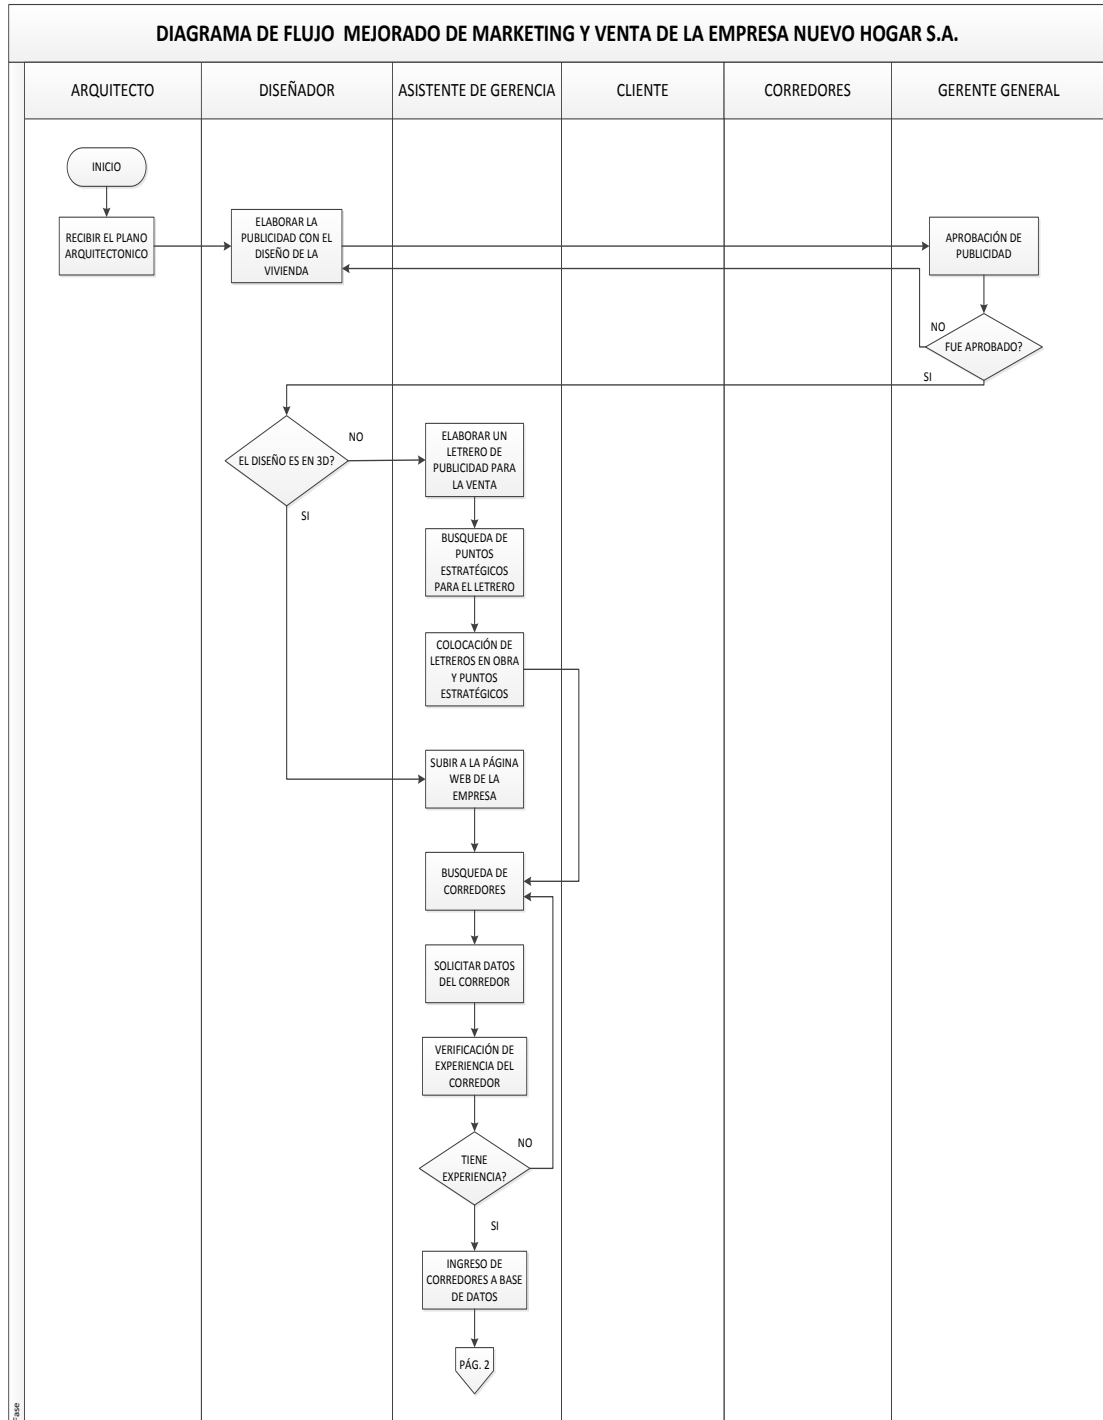 DIAGRAMA DE FLUJO MEJORADO DE MARKETING Y VENTA DE LA EMPRESA NUEVO HOGAR S.A.
ARQUITECTO
DISEÑADOR
ASISTENTE DE GERENCIA
CLIENTE
CORREDORES
GERENTE GENERAL
INICIO
RECIBIR EL PLANO
ARQUITECTONICO
ELABORAR LA
PUBLICIDAD CON EL
DISEÑO DE LA
VIVIENDA
APROBACIÓN DE
PUBLICIDAD
NO
FUE APROBADO?
SI
EL DISEÑO ES EN 3D?
NO
SI
ELABORAR UN
LETRERO DE
PUBLICIDAD PARA
LA VENTA
BUSQUEDA DE
PUNTOS
ESTRATÉGICOS
PARA EL LETRERO
COLOCACIÓN DE
LETREROS EN OBRA
Y PUNTOS
ESTRATÉGICOS
SUBIR A LA PÁGINA
WEB DE LA
EMPRESA
BUSQUEDA DE
CORREDORES
SOLICITAR DATOS
DEL CORREDOR
VERIFICACIÓN DE
EXPERIENCIA DEL
CORREDOR
NO
TIENE
EXPERIENCIA?
SI
INGRESO DE
CORREDORES A BASE
DE DATOS
PÁG. 2
Fase